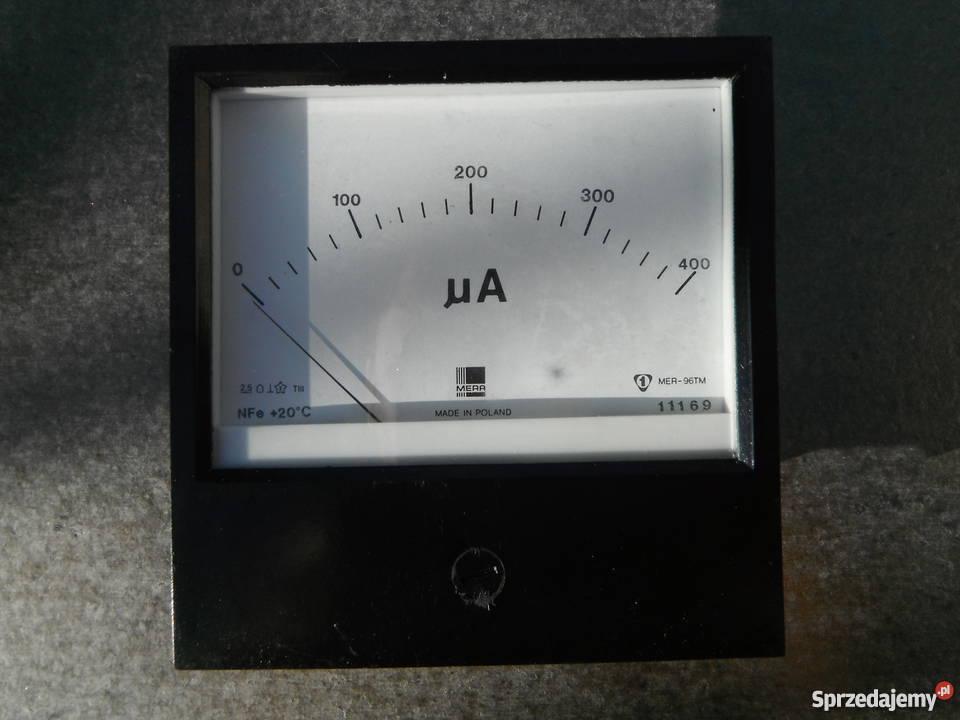 0 100 200 300 400
µA
2,5
MERA
1 MER-96TM
NFe +20°C
MADE IN POLAND
11169
Sprzedajemy.pl